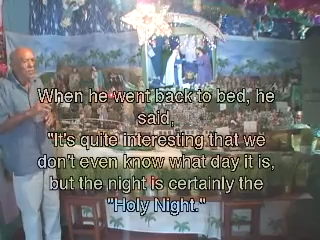 When he went back to bed, he
said,
"It's quite interesting that we
don't even know what day it is,
but the night is certainly the
"Holy Night."